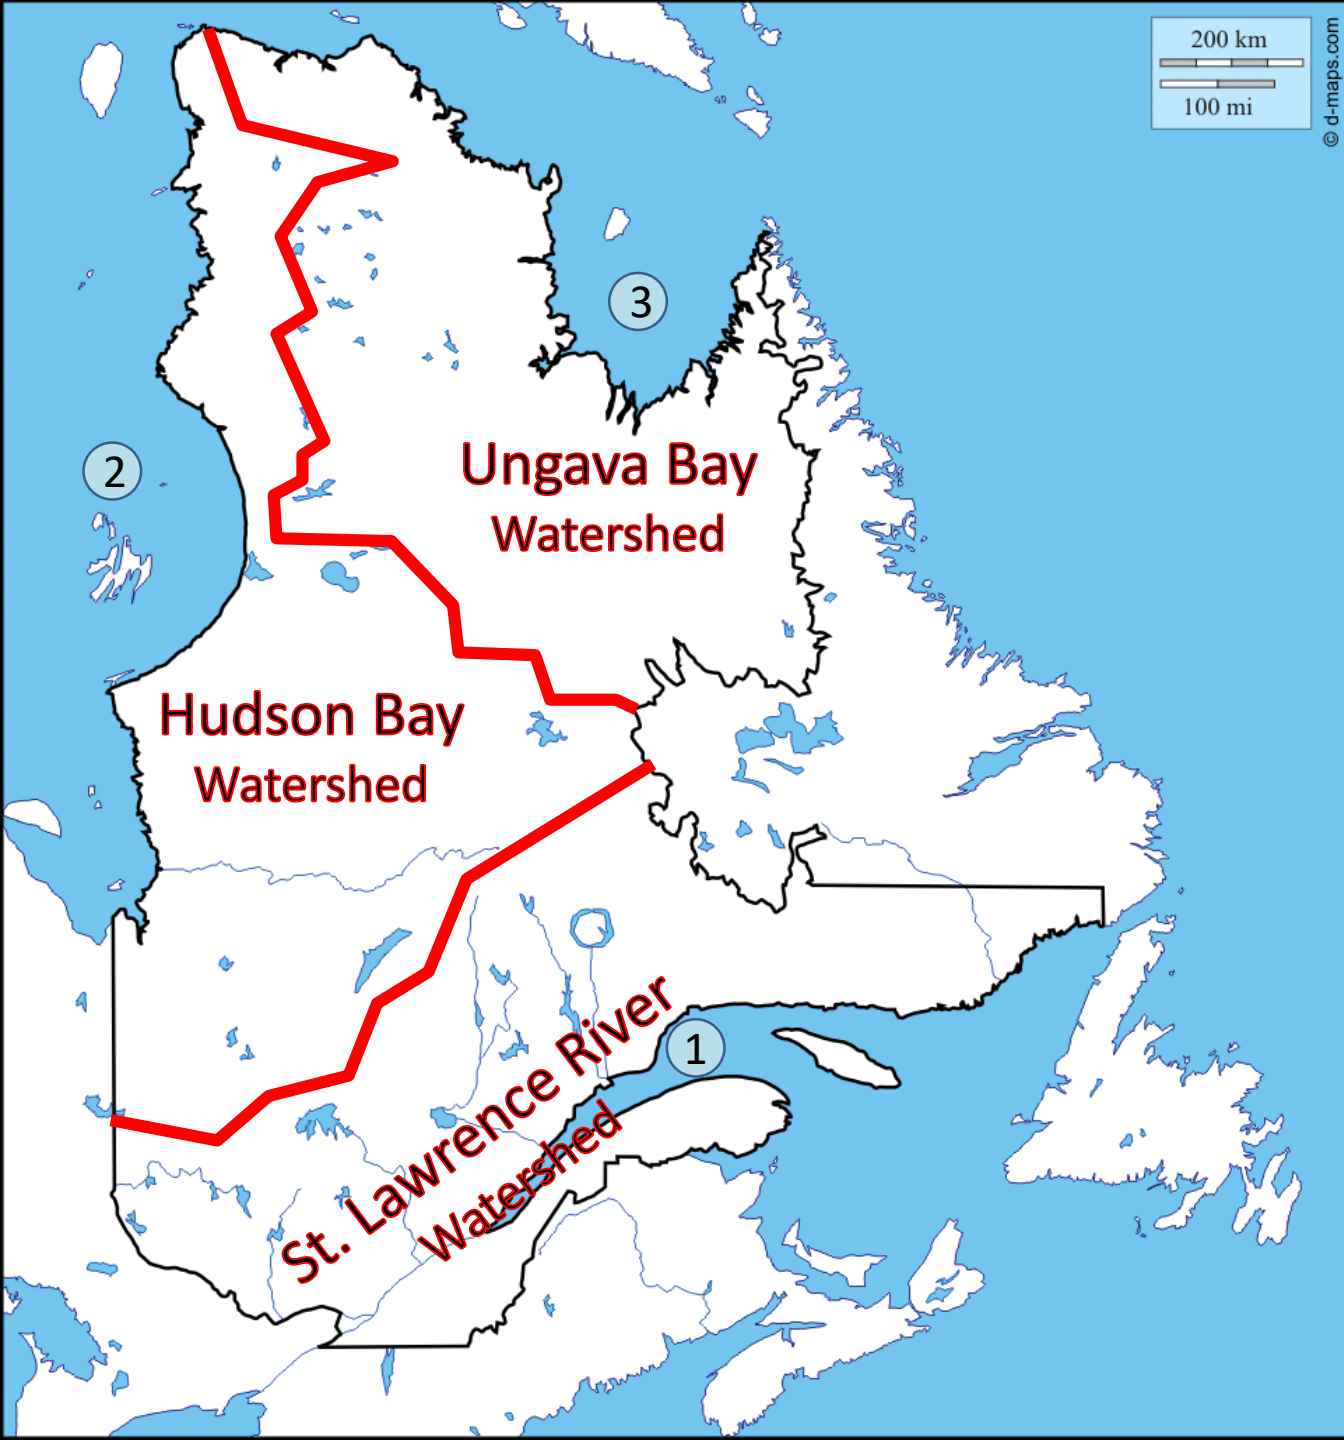 200 km
100 mi
© d-maps.com
3
Ungava Bay
Watershed
2
Hudson Bay
Watershed
1
St. Lawrence River
Watershed